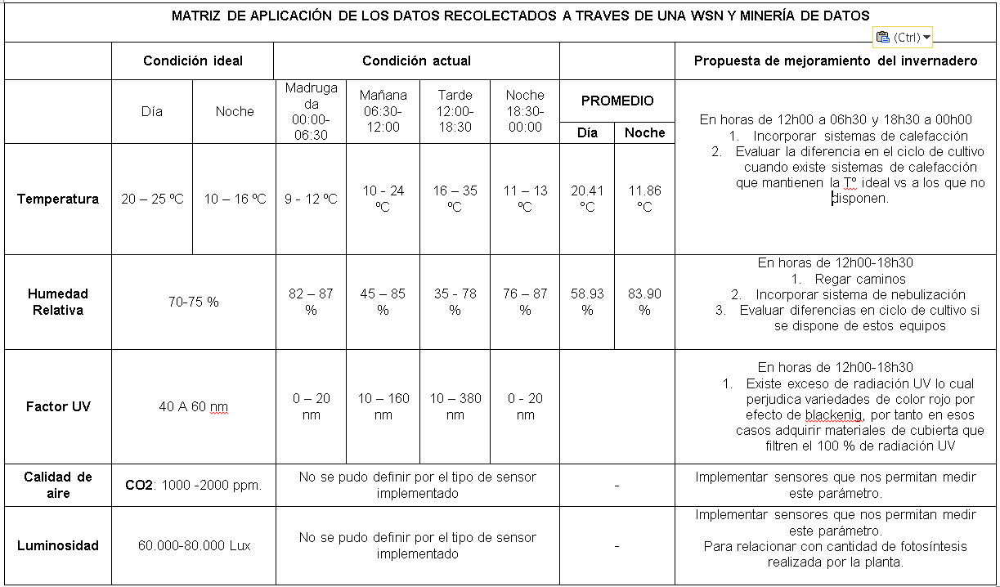 MATRIZ DE APLICACIÓN DE LOS DATOS RECOLECTADOS A TRAVES DE UNA WSN Y MINERÍA DE DATOS
(Ctrl)
Condición ideal
Condición actual
Propuesta de mejoramiento del invernadero
Día
Noche
Madruga
da
00:00-
06:30
Mañana
06:30-
12:00
Tarde
12:00-
18:30
Noche
18:30-
00:00
PROMEDIO
Día
Noche
En horas de 12h00 a 06h30 y 18h30 a 00h00
1. Incorporar sistemas de calefacción
2. Evaluar la diferencia en el ciclo de cultivo
cuando existe sistemas de calefacción
que mantienen la T° ideal vs a los que no
disponen.
Temperatura
20 – 25 ºC
10 – 16 ºC
9 - 12 ºC
10 - 24
ºC
16 – 35
ºC
11 – 13
ºC
20.41
°C
11.86
°C
Humedad
Relativa
70-75 %
82 – 87
%
45 – 85
%
35 - 78
%
76 – 87
%
58.93
%
83.90
%
En horas de 12h00-18h30
1. Regar caminos
2. Incorporar sistema de nebulización
3. Evaluar diferencias en ciclo de cultivo si
se dispone de estos equipos
Factor UV
40 A 60 nm
0 – 20
nm
10 – 160
nm
10 – 380
nm
0 - 20
nm
En horas de 12h00-18h30
1. Existe exceso de radiación UV lo cual
perjudica variedades de color rojo por
efecto de blackenig, por tanto en esos
casos adquirir materiales de cubierta que
filtren el 100 % de radiación UV
Calidad de
aire
CO2: 1000 -2000 ppm.
No se pudo definir por el tipo de sensor
implementado
-
Implementar sensores que nos permitan medir
este parámetro.
Luminosidad
60.000-80.000 Lux
No se pudo definir por el tipo de sensor
implementado
-
Implementar sensores que nos permitan medir
este parámetro.
Para relacionar con cantidad de fotosíntesis
realizada por la planta.